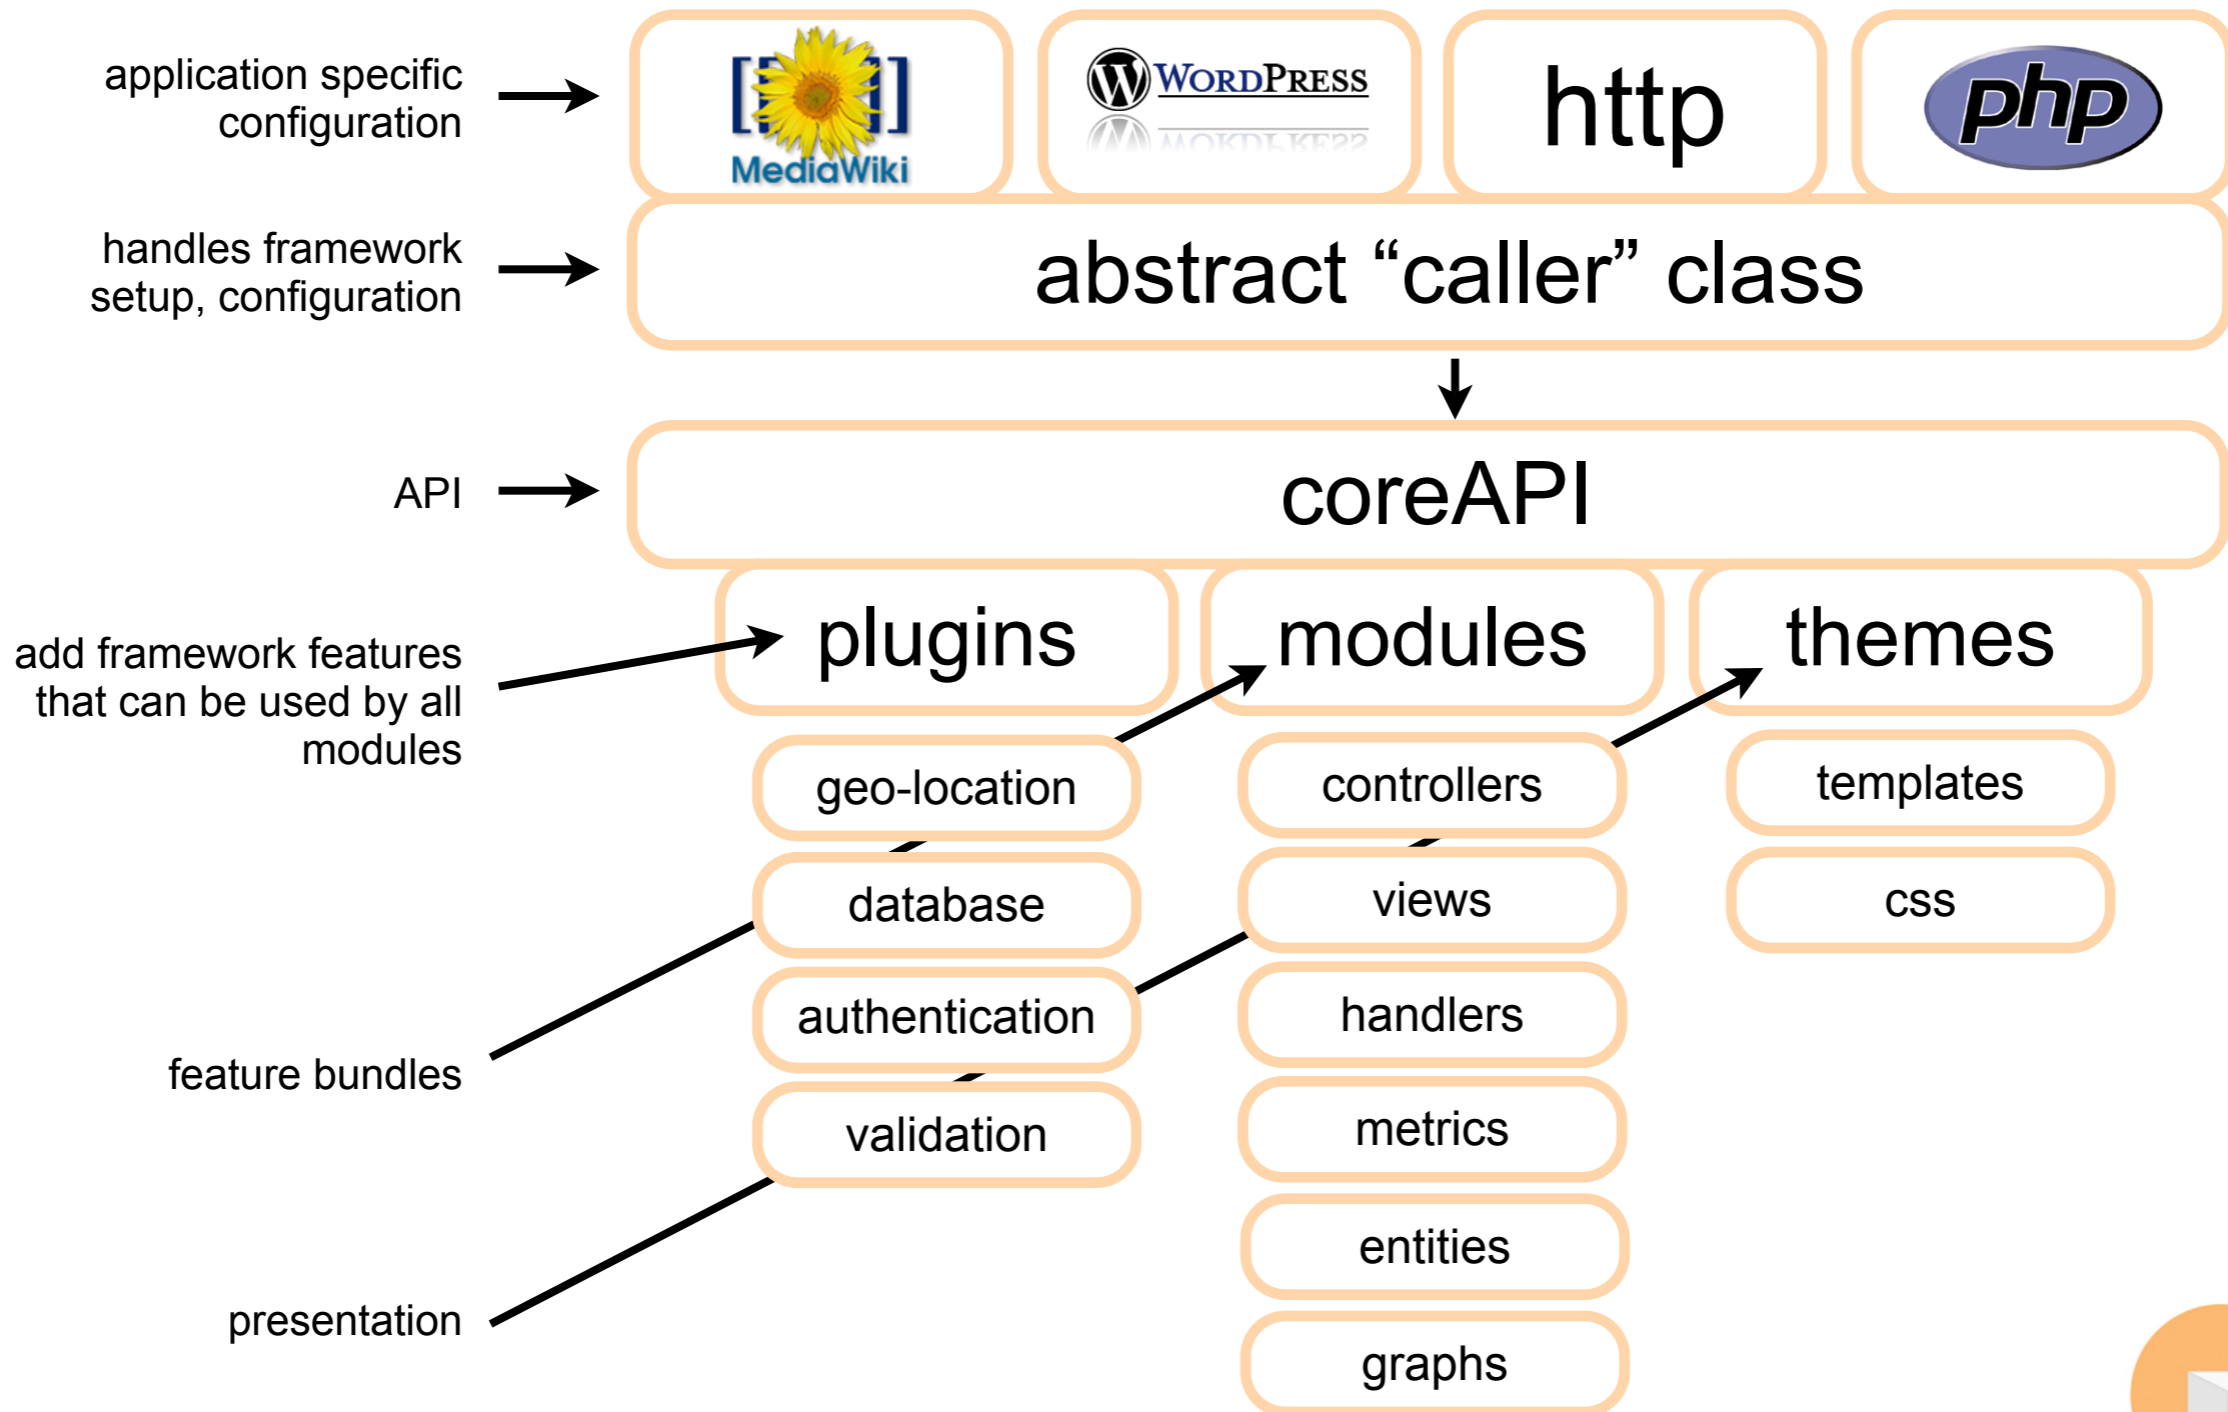 application specific
configuration
MediaWiki
WORDPRESS
http
php
handles framework
setup, configuration
abstract “caller” class
API
coreAPI
add framework features
that can be used by all
modules
plugins
modules
themes
geo-location
controllers
templates
database
views
css
authentication
handlers
feature bundles
validation
metrics
entities
presentation
graphs